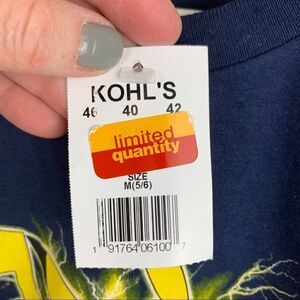 KOHL'S
46 40 42
limited
quantity
SIZE
M(5/6)
1 91764 06100 7